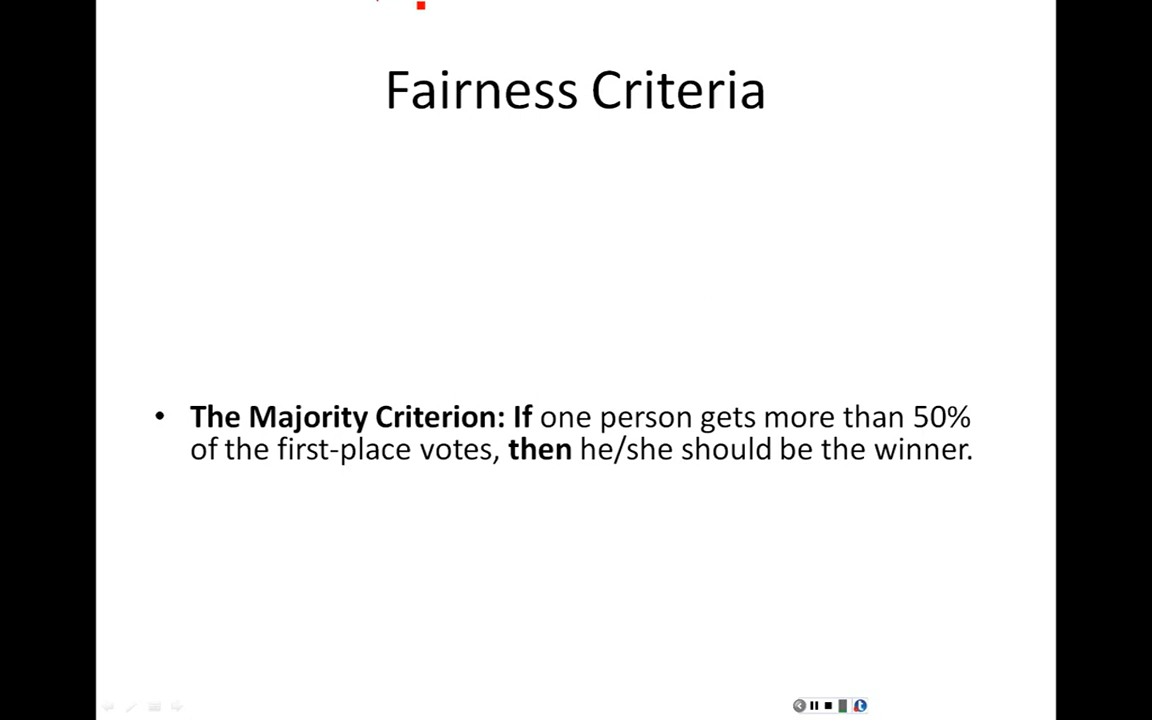 Fairness Criteria
• The Majority Criterion: If one person gets more than 50%
of the first-place votes, then he/she should be the winner.